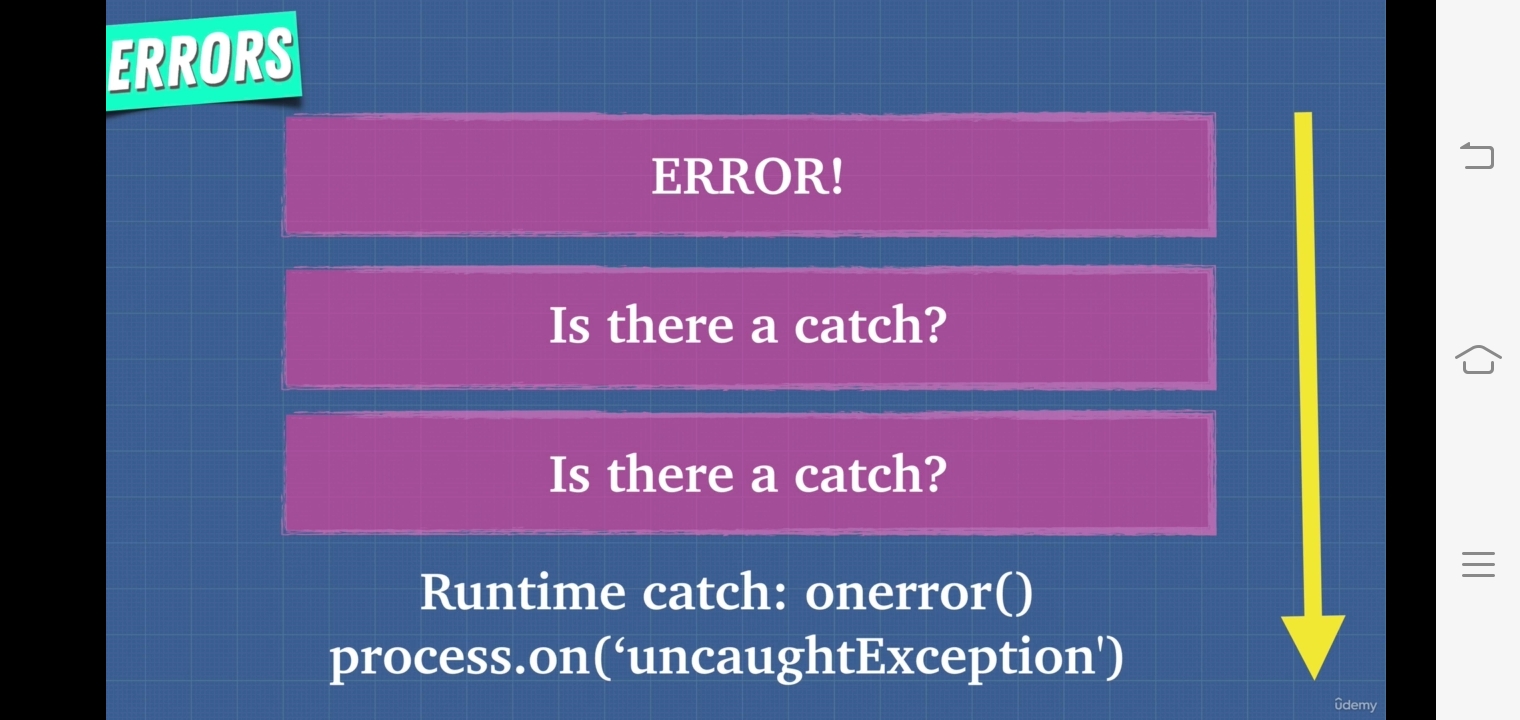 ERRORS
ERROR!
Is there a catch?
Is there a catch?
Runtime catch: onerror()
process.on(‘uncaughtException')
ûdemy